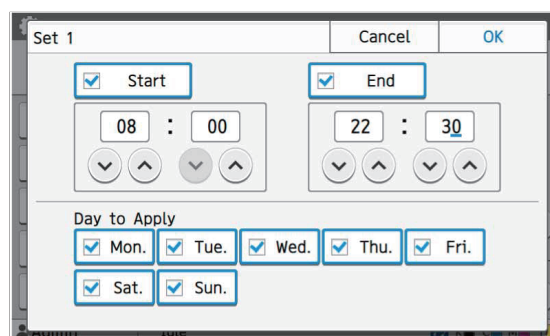 Set 1 Cancel OK
Start End
08 : 00 22 : 30
Day to Apply
Mon. Tue. Wed. Thu. Fri.
Sat. Sun.